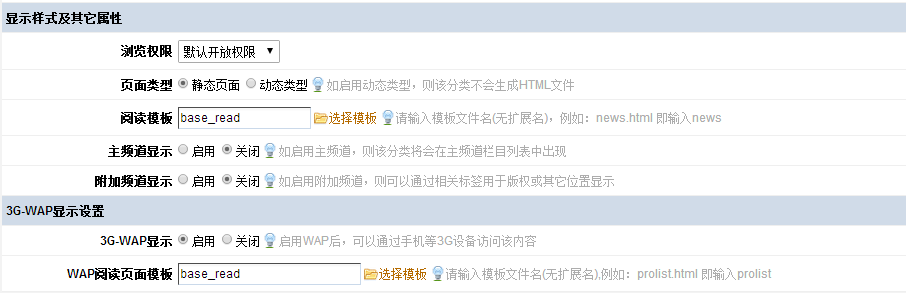 显示样式及其它属性
浏览权限 默认开放权限
页面类型 静态页面 动态类型 如启用动态类型，则该分类不会生成HTML文件
阅读模板 base_read 选择模板 请输入模板文件名(无扩展名)，例如：news.html 即输入news
主频道显示 启用 关闭 如启用主频道，则该分类将会在主频道栏目列表中出现
附加频道显示 启用 关闭 如启用附加频道，则可以通过相关标签用于版权或其它位置显示
3G-WAP显示设置
3G-WAP显示 启用 关闭 启用WAP后，可以通过手机等3G设备访问该内容
WAP阅读页面模板 base_read 选择模板 请输入模板文件名(无扩展名),例如：prolist.html 即输入prolist